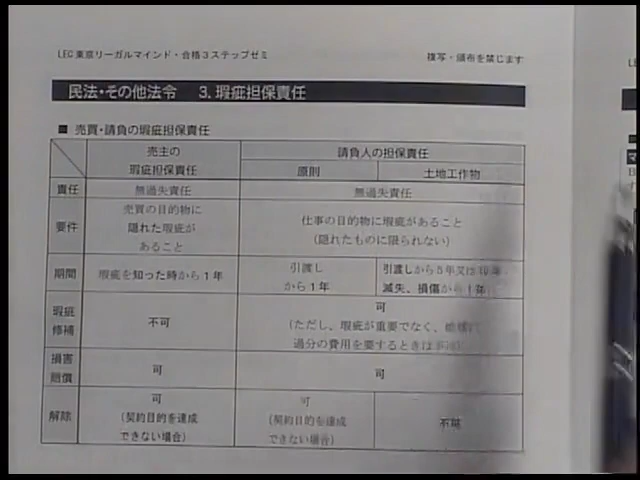 LEC東京リーガルマインド・合格3ステップゼミ
複写・頒布を禁じます
民法・その他法令 3. 瑕疵担保責任
■ 売買・請負の瑕疵担保責任
売主の
瑕疵担保責任
請負人の担保責任
原則
土地工作物
責任
無過失責任
無過失責任
要件
売買の目的物に
隠れた瑕疵が
あること
仕事の目的物に瑕疵があること
(隠れたものに限られない)
期間
瑕疵を知った時から1年
引渡し
から1年
引渡しから5年又は10年
滅失、損傷から1年
瑕疵
修補
不可
可
(ただし、瑕疵が重要でなく、
過分の費用を要するときは
損害
賠償
可
可
解除
可
(契約目的を達成
できない場合)
可
(契約目的を達成
できない場合)
不可